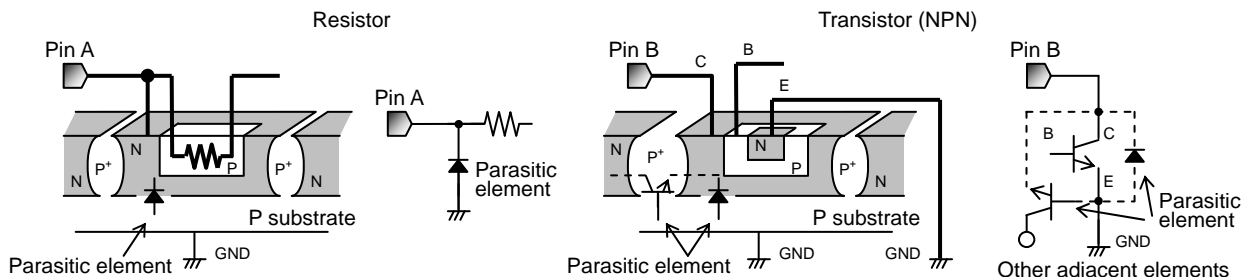 Resistor
Pin A
N
P+
N
P
P+
N
P substrate
Parasitic element
GND
Pin A
Parasitic
element
Transistor (NPN)
Pin B
C
B
E
N
P+
N
P
P+
N
P substrate
Parasitic element
GND
GND
Pin B
B
C
E
Parasitic
element
GND
Other adjacent elements